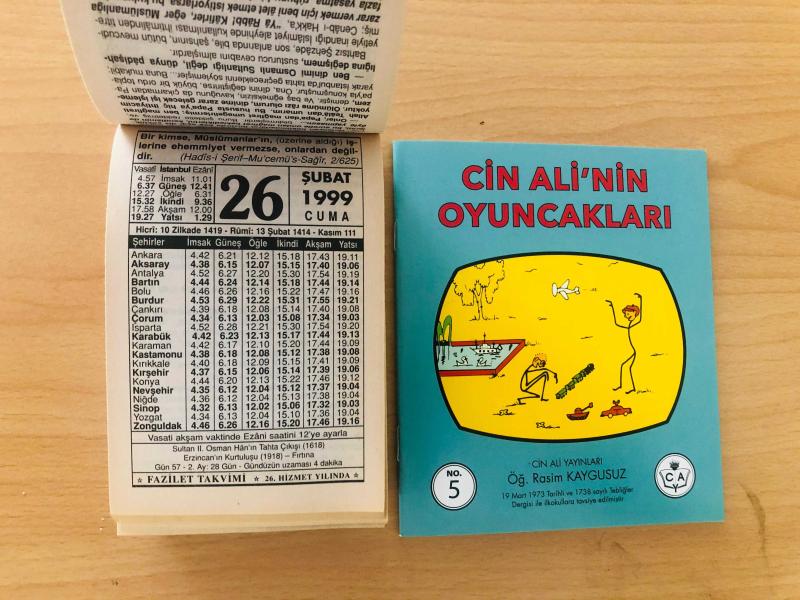 Bir kimse, Müslümanlar'ın, (üzerine aldığı) iş-
lerine ehemmiyet vermezse, onlardan değil-
dir. (Hadîs-i Şerîf–Mu'cemü's-Sağîr, 2/625)
Vasati İstanbul Ezânî
4.57 İmsak 11.01
6.37 Güneş 12.41
12.27 Öğle 6.31
15.32 İkindi 9.36
17.58 Akşam 12.00
19.27 Yatsı 1.29
26
ŞUBAT
1999
CUMA
Hicrî: 10 Zilkade 1419 - Rûmî: 13 Şubat 1414 - Kasım 111
Şehirler İmsak Güneş Öğle İkindi Akşam Yatsı
Ankara 4.42 6.21 12.12 15.18 17.43 19.11
Aksaray 4.38 6.15 12.07 15.15 17.40 19.06
Antalya 4.52 6.27 12.20 15.30 17.54 19.19
Bartın 4.44 6.24 12.14 15.18 17.44 19.14
Bolu 4.46 6.26 12.16 15.22 17.47 19.16
Burdur 4.53 6.29 12.22 15.31 17.55 19.21
Çankırı 4.39 6.18 12.08 15.14 17.40 19.08
Çorum 4.34 6.13 12.03 15.08 17.34 19.03
Isparta 4.52 6.28 12.21 15.30 17.54 19.20
Karabük 4.42 6.23 12.13 15.17 17.44 19.13
Karaman 4.42 6.17 12.10 15.20 17.44 19.09
Kastamonu 4.38 6.18 12.08 15.12 17.38 19.08
Kırıkkale 4.40 6.18 12.09 15.15 17.41 19.09
Kırşehir 4.37 6.15 12.06 15.14 17.39 19.06
Konya 4.44 6.20 12.13 15.22 17.46 19.12
Nevşehir 4.35 6.12 12.04 15.12 17.37 19.04
Niğde 4.36 6.12 12.04 15.13 17.38 19.04
Sinop 4.32 6.13 12.02 15.06 17.32 19.03
Yozgat 4.34 6.13 12.04 15.10 17.36 19.04
Zonguldak 4.46 6.26 12.16 15.20 17.46 19.16
Vasati akşam vaktinde Ezânî saatini 12'ye ayarla
Sultan II. Osman Hân'ın Tahta Çıkışı (1618)
Erzincan'ın Kurtuluşu (1918) – Fırtına
Gün 57 - 2. Ay: 28 Gün - Gündüzün uzaması 4 dakika
FAZİLET TAKVİMİ 26. HİZMET YILINDA
CİN ALİ'NİN
OYUNCAKLARI
CİN ALİ YAYINLARI
Öğ. Rasim KAYGUSUZ
19 Mart 1973 Tarihli ve 1738 sayılı Tebliğler
Dergisi ile ilkokullara tavsiye edilmiştir
NO.
5
C A
Y